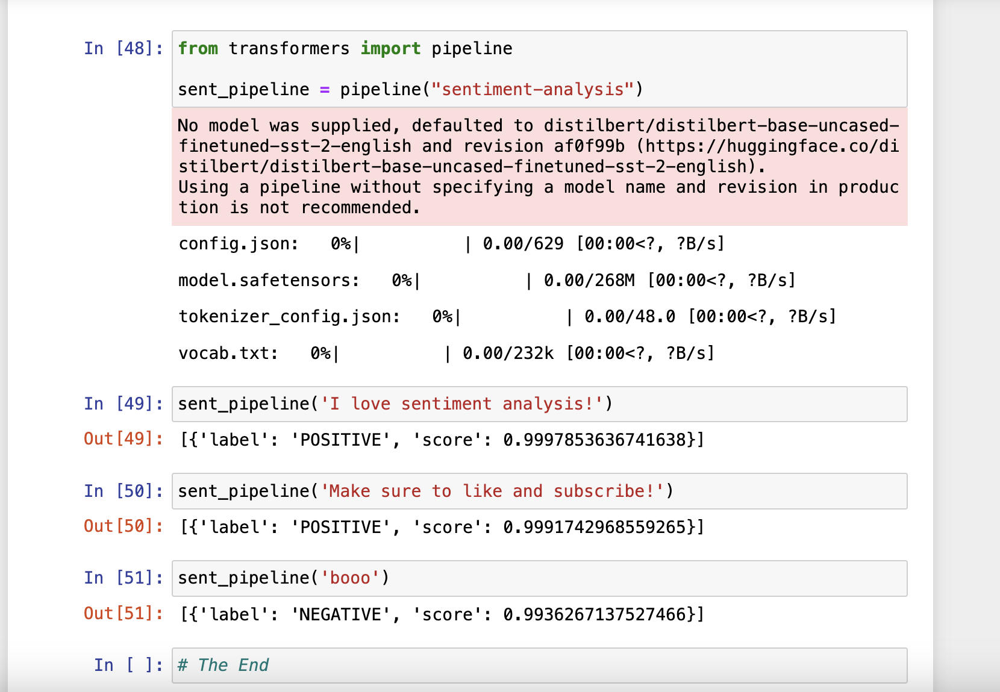 In [48]: from transformers import pipeline
sent_pipeline = pipeline("sentiment-analysis")
No model was supplied, defaulted to distilbert/distilbert-base-uncased-
finetuned-sst-2-english and revision af0f99b (https://huggingface.co/di
stilbert/distilbert-base-uncased-finetuned-sst-2-english).
Using a pipeline without specifying a model name and revision in produc
tion is not recommended.
config.json:   0%|          | 0.00/629 [00:00<?, ?B/s]
model.safetensors:   0%|          | 0.00/268M [00:00<?, ?B/s]
tokenizer_config.json:   0%|          | 0.00/48.0 [00:00<?, ?B/s]
vocab.txt:   0%|          | 0.00/232k [00:00<?, ?B/s]
In [49]: sent_pipeline('I love sentiment analysis!')
Out[49]: [{'label': 'POSITIVE', 'score': 0.9997853636741638}]
In [50]: sent_pipeline('Make sure to like and subscribe!')
Out[50]: [{'label': 'POSITIVE', 'score': 0.9991742968559265}]
In [51]: sent_pipeline('booo')
Out[51]: [{'label': 'NEGATIVE', 'score': 0.9936267137527466}]
In [ ]: # The End